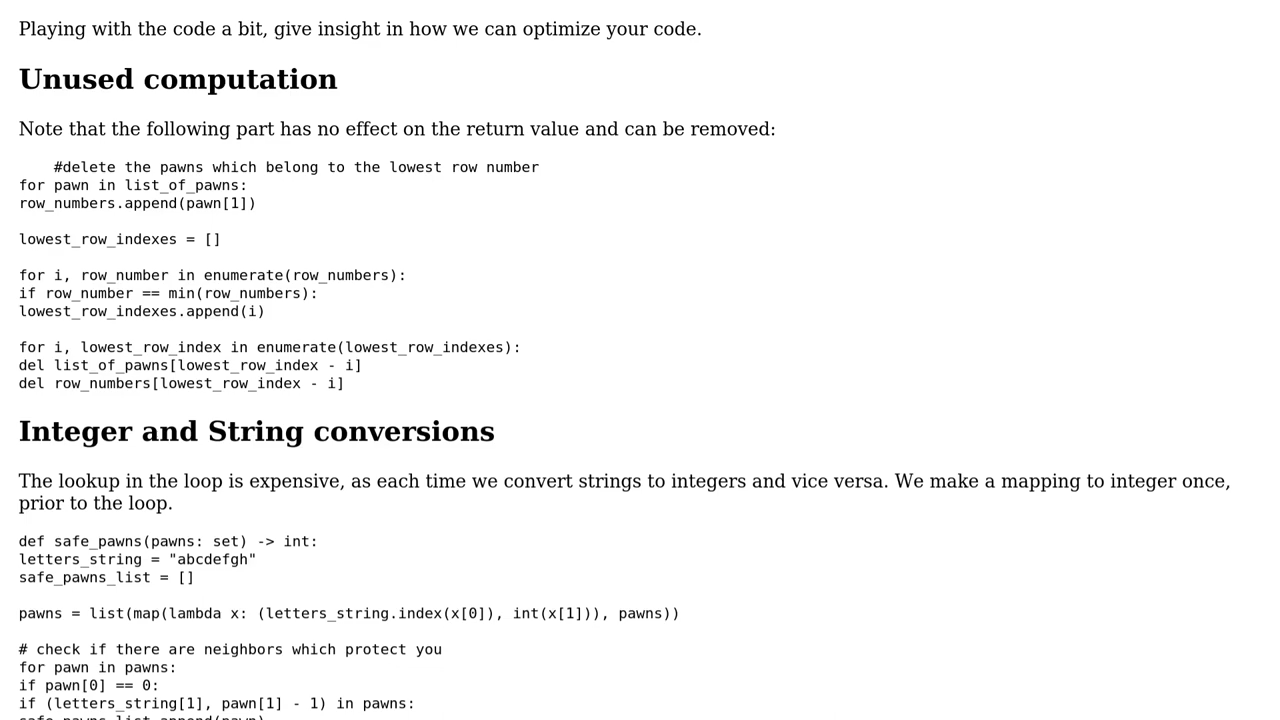 Playing with the code a bit, give insight in how we can optimize your code.
Unused computation
Note that the following part has no effect on the return value and can be removed:
#delete the pawns which belong to the lowest row number
for pawn in list_of_pawns:
row_numbers.append(pawn[1])
lowest_row_indexes = []
for i, row_number in enumerate(row_numbers):
if row_number == min(row_numbers):
lowest_row_indexes.append(i)
for i, lowest_row_index in enumerate(lowest_row_indexes):
del list_of_pawns[lowest_row_index - i]
del row_numbers[lowest_row_index - i]
Integer and String conversions
The lookup in the loop is expensive, as each time we convert strings to integers and vice versa. We make a mapping to integer once,
prior to the loop.
def safe_pawns(pawns: set) -> int:
letters_string = "abcdefgh"
safe_pawns_list = []
pawns = list(map(lambda x: (letters_string.index(x[0]), int(x[1])), pawns))
# check if there are neighbors which protect you
for pawn in pawns:
if pawn[0] == 0:
if (letters_string[1], pawn[1] - 1) in pawns: